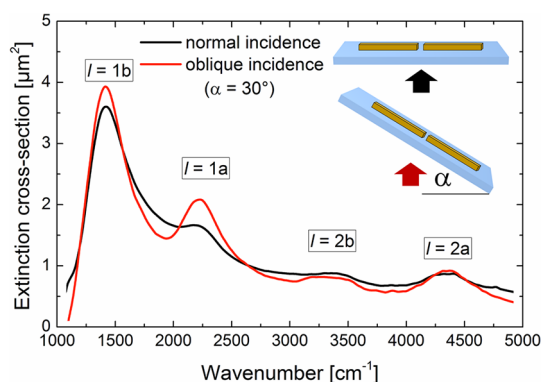 normal incidence
oblique incidence
(α = 30°)
l = 1b
l = 1a
l = 2b
l = 2a
α
Extinction cross-section [μm²]
5
4
3
2
1
0
1000 1500 2000 2500 3000 3500 4000 4500 5000
Wavenumber [cm⁻¹]